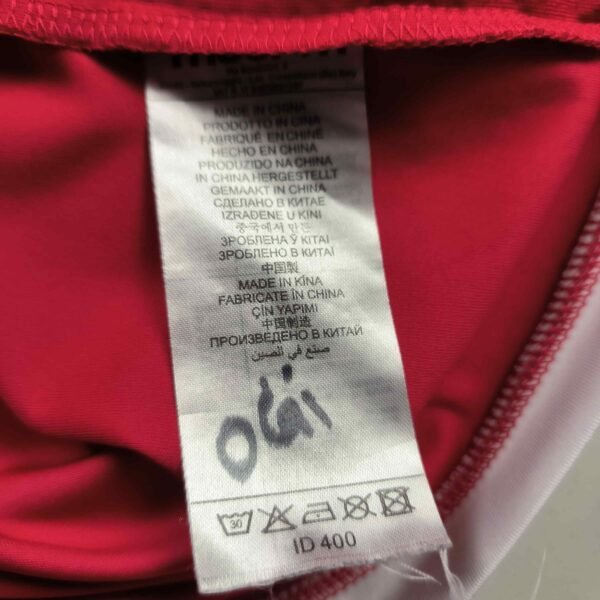 MADE IN CHINA
PRODOTTO IN CINA
FABRIQUÉ EN CHINE
HECHO EN CHINA
PRODUZIDO NA CHINA
IN CHINA HERGESTELLT
GEMAAKT IN CHINA
СДЕЛАНО В КИТАЕ
IZRAĐENE U KINI
중국에서 만든
ЗРОБЛЕНА Ў КІТАІ
ЗРОБЛЕНО В КИТАЇ
中国製
MADE IN KÍNA
FABRICATE ÎN CHINA
ÇİN YAPIMI
中国制造
ПРОИЗВЕДЕНО В КИТАЙ
صنع في الصين
30
ID 400